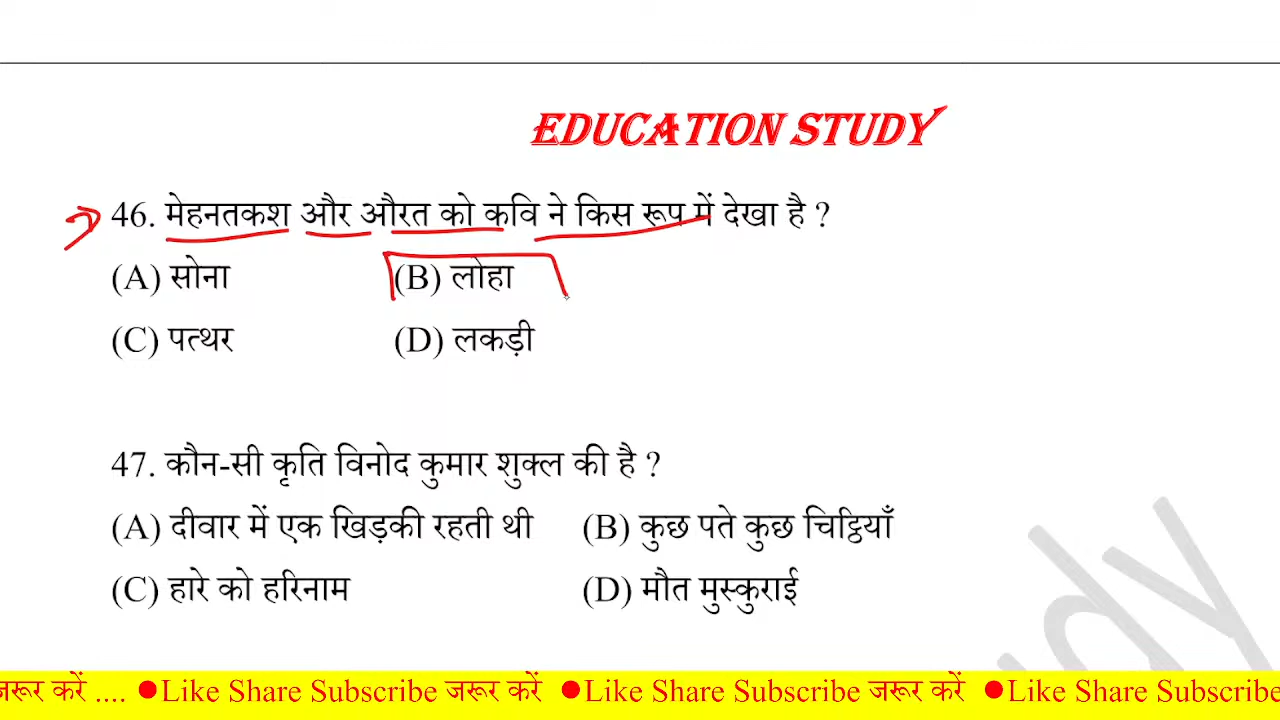 EDUCATION STUDY
46. मेहनतकश और औरत को कवि ने किस रूप में देखा है ?
(A) सोना (B) लोहा
(C) पत्थर (D) लकड़ी
47. कौन-सी कृति विनोद कुमार शुक्ल की है ?
(A) दीवार में एक खिड़की रहती थी (B) कुछ पते कुछ चिट्ठियाँ
(C) हारे को हरिनाम (D) मौत मुस्कुराई
जरूर करें .... ●Like Share Subscribe जरूर करें ●Like Share Subscribe जरूर करें ●Like Share Subscribe